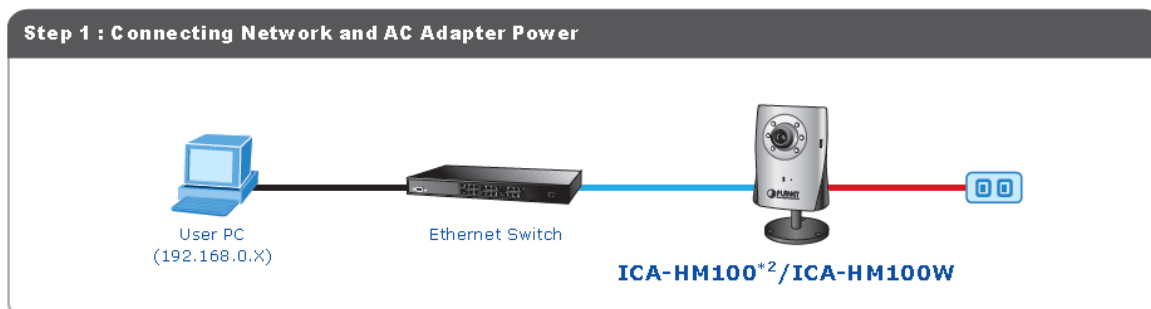 Step 1 : Connecting Network and AC Adapter Power
PLANET
User PC
(192.168.0.X)
Ethernet Switch
ICA-HM100*2/ICA-HM100W